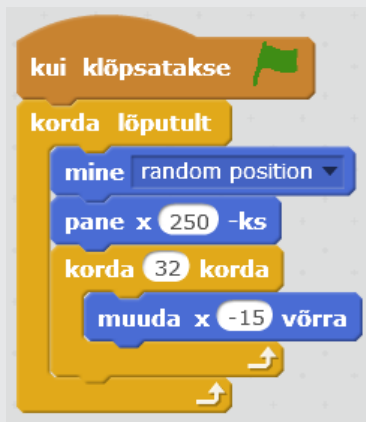 kui klõpsatakse
korda lõputult
mine random position
pane x 250 -ks
korda 32 korda
muuda x -15 võrra